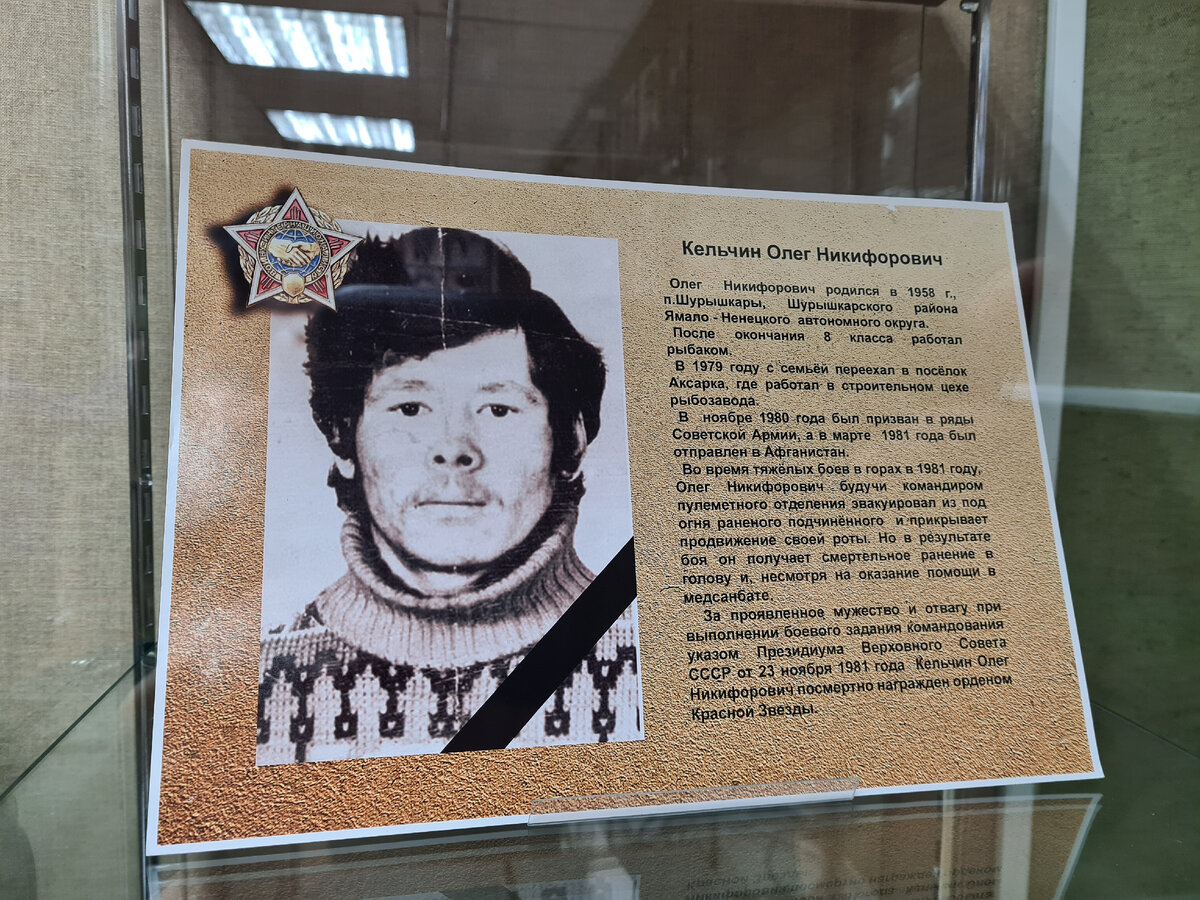 Кельчин Олег Никифорович
Олег Никифорович родился в 1958 г.,
п.Шурышкары, Шурышкарского района
Ямало - Ненецкого автономного округа.
После окончания 8 класса работал
рыбаком.
В 1979 году с семьёй переехал в посёлок
Аксарка, где работал в строительном цехе
рыбозавода.
В ноябре 1980 года был призван в ряды
Советской Армии, а в марте 1981 года был
отправлен в Афганистан.
Во время тяжёлых боев в горах в 1981 году,
Олег Никифорович будучи командиром
пулеметного отделения эвакуировал из под
огня раненого подчинённого и прикрывает
продвижение своей роты. Но в результате
боя он получает смертельное ранение в
голову и, несмотря на оказание помощи в
медсанбате.
За проявленное мужество и отвагу при
выполнении боевого задания командования
указом Президиума Верховного Совета
СССР от 23 ноября 1981 года Кельчин Олег
Никифорович посмертно награжден орденом
Красной Звезды.